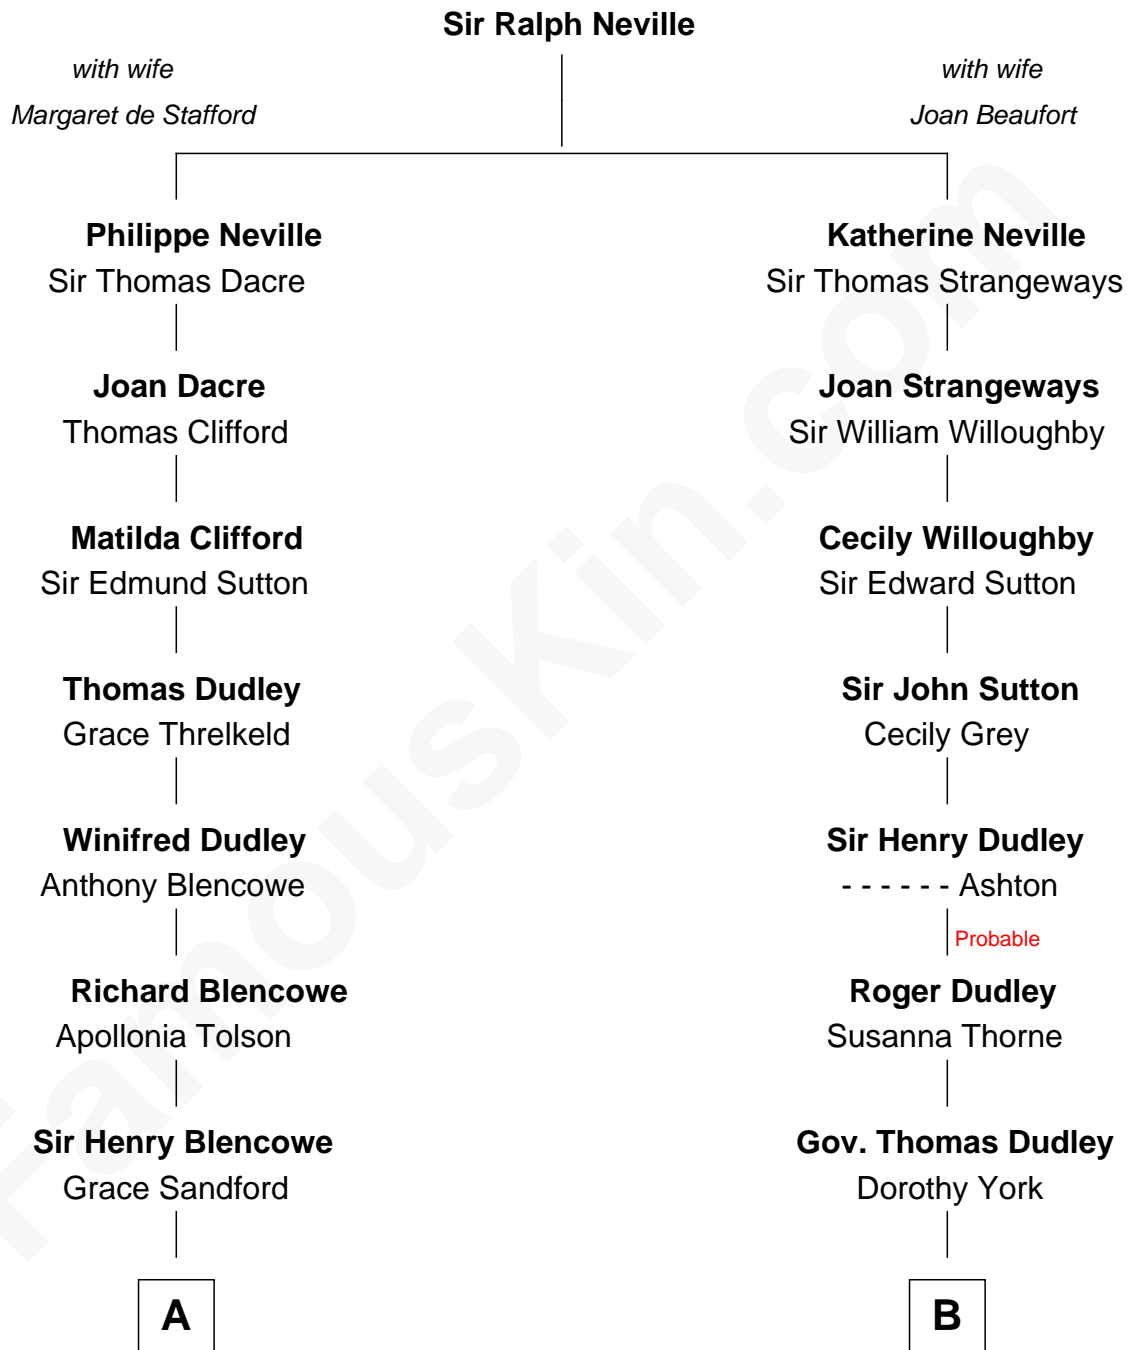 Sir Ralph Neville
with wife
Margaret de Stafford
with wife
Joan Beaufort
Philippe Neville
Sir Thomas Dacre
Katherine Neville
Sir Thomas Strangeways
Joan Dacre
Thomas Clifford
Joan Strangeways
Sir William Willoughby
Matilda Clifford
Sir Edmund Sutton
Cecily Willoughby
Sir Edward Sutton
Thomas Dudley
Grace Threlkeld
Sir John Sutton
Cecily Grey
Winifred Dudley
Anthony Blencowe
Sir Henry Dudley
- - - - - - Ashton
Probable
Richard Blencowe
Apollonia Tolson
Roger Dudley
Susanna Thorne
Sir Henry Blencowe
Grace Sandford
Gov. Thomas Dudley
Dorothy York
A
B
FamousKin.com